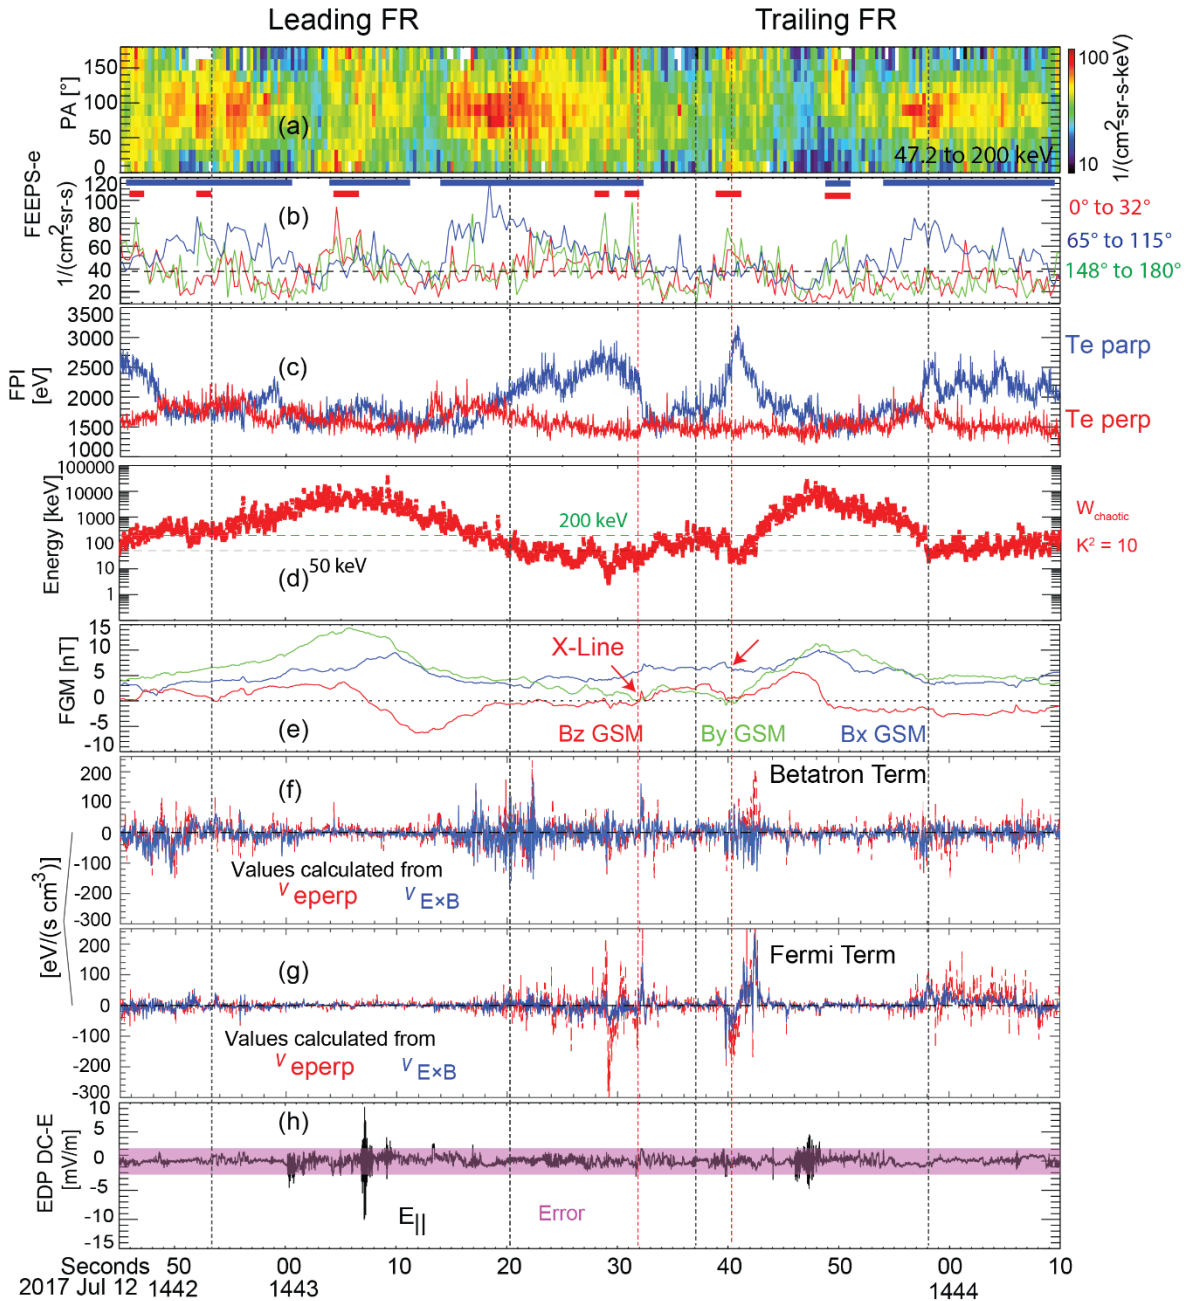 Leading FR
Trailing FR
PA [°]
150
100
50
0
(a)
47.2 to 200 keV
100
10
1/(cm²sr-s-keV)
FEEPS-e
1/(cm²sr-s)
120
100
80
60
40
20
(b)
0° to 32°
65° to 115°
148° to 180°
FPI
[eV]
3500
3000
2500
2000
1500
1000
(c)
Te parp
Te perp
Energy [keV]
100000
10000
1000
100
10
1
200 keV
(d)
50 keV
W chaotic
K² = 10
FGM [nT]
15
10
5
0
-5
-10
X-Line
(e)
Bz GSM
By GSM
Bx GSM
[eV/(s cm⁻³)]
200
100
0
-100
-200
-300
(f)
Betatron Term
Values calculated from
v eperp
v E×B
200
100
0
-100
-200
-300
(g)
Fermi Term
Values calculated from
v eperp
v E×B
EDP DC-E
[mV/m]
10
5
0
-5
-10
-15
(h)
E||
Error
Seconds
50
00
10
20
30
40
50
00
10
2017 Jul 12
1442
1443
1444